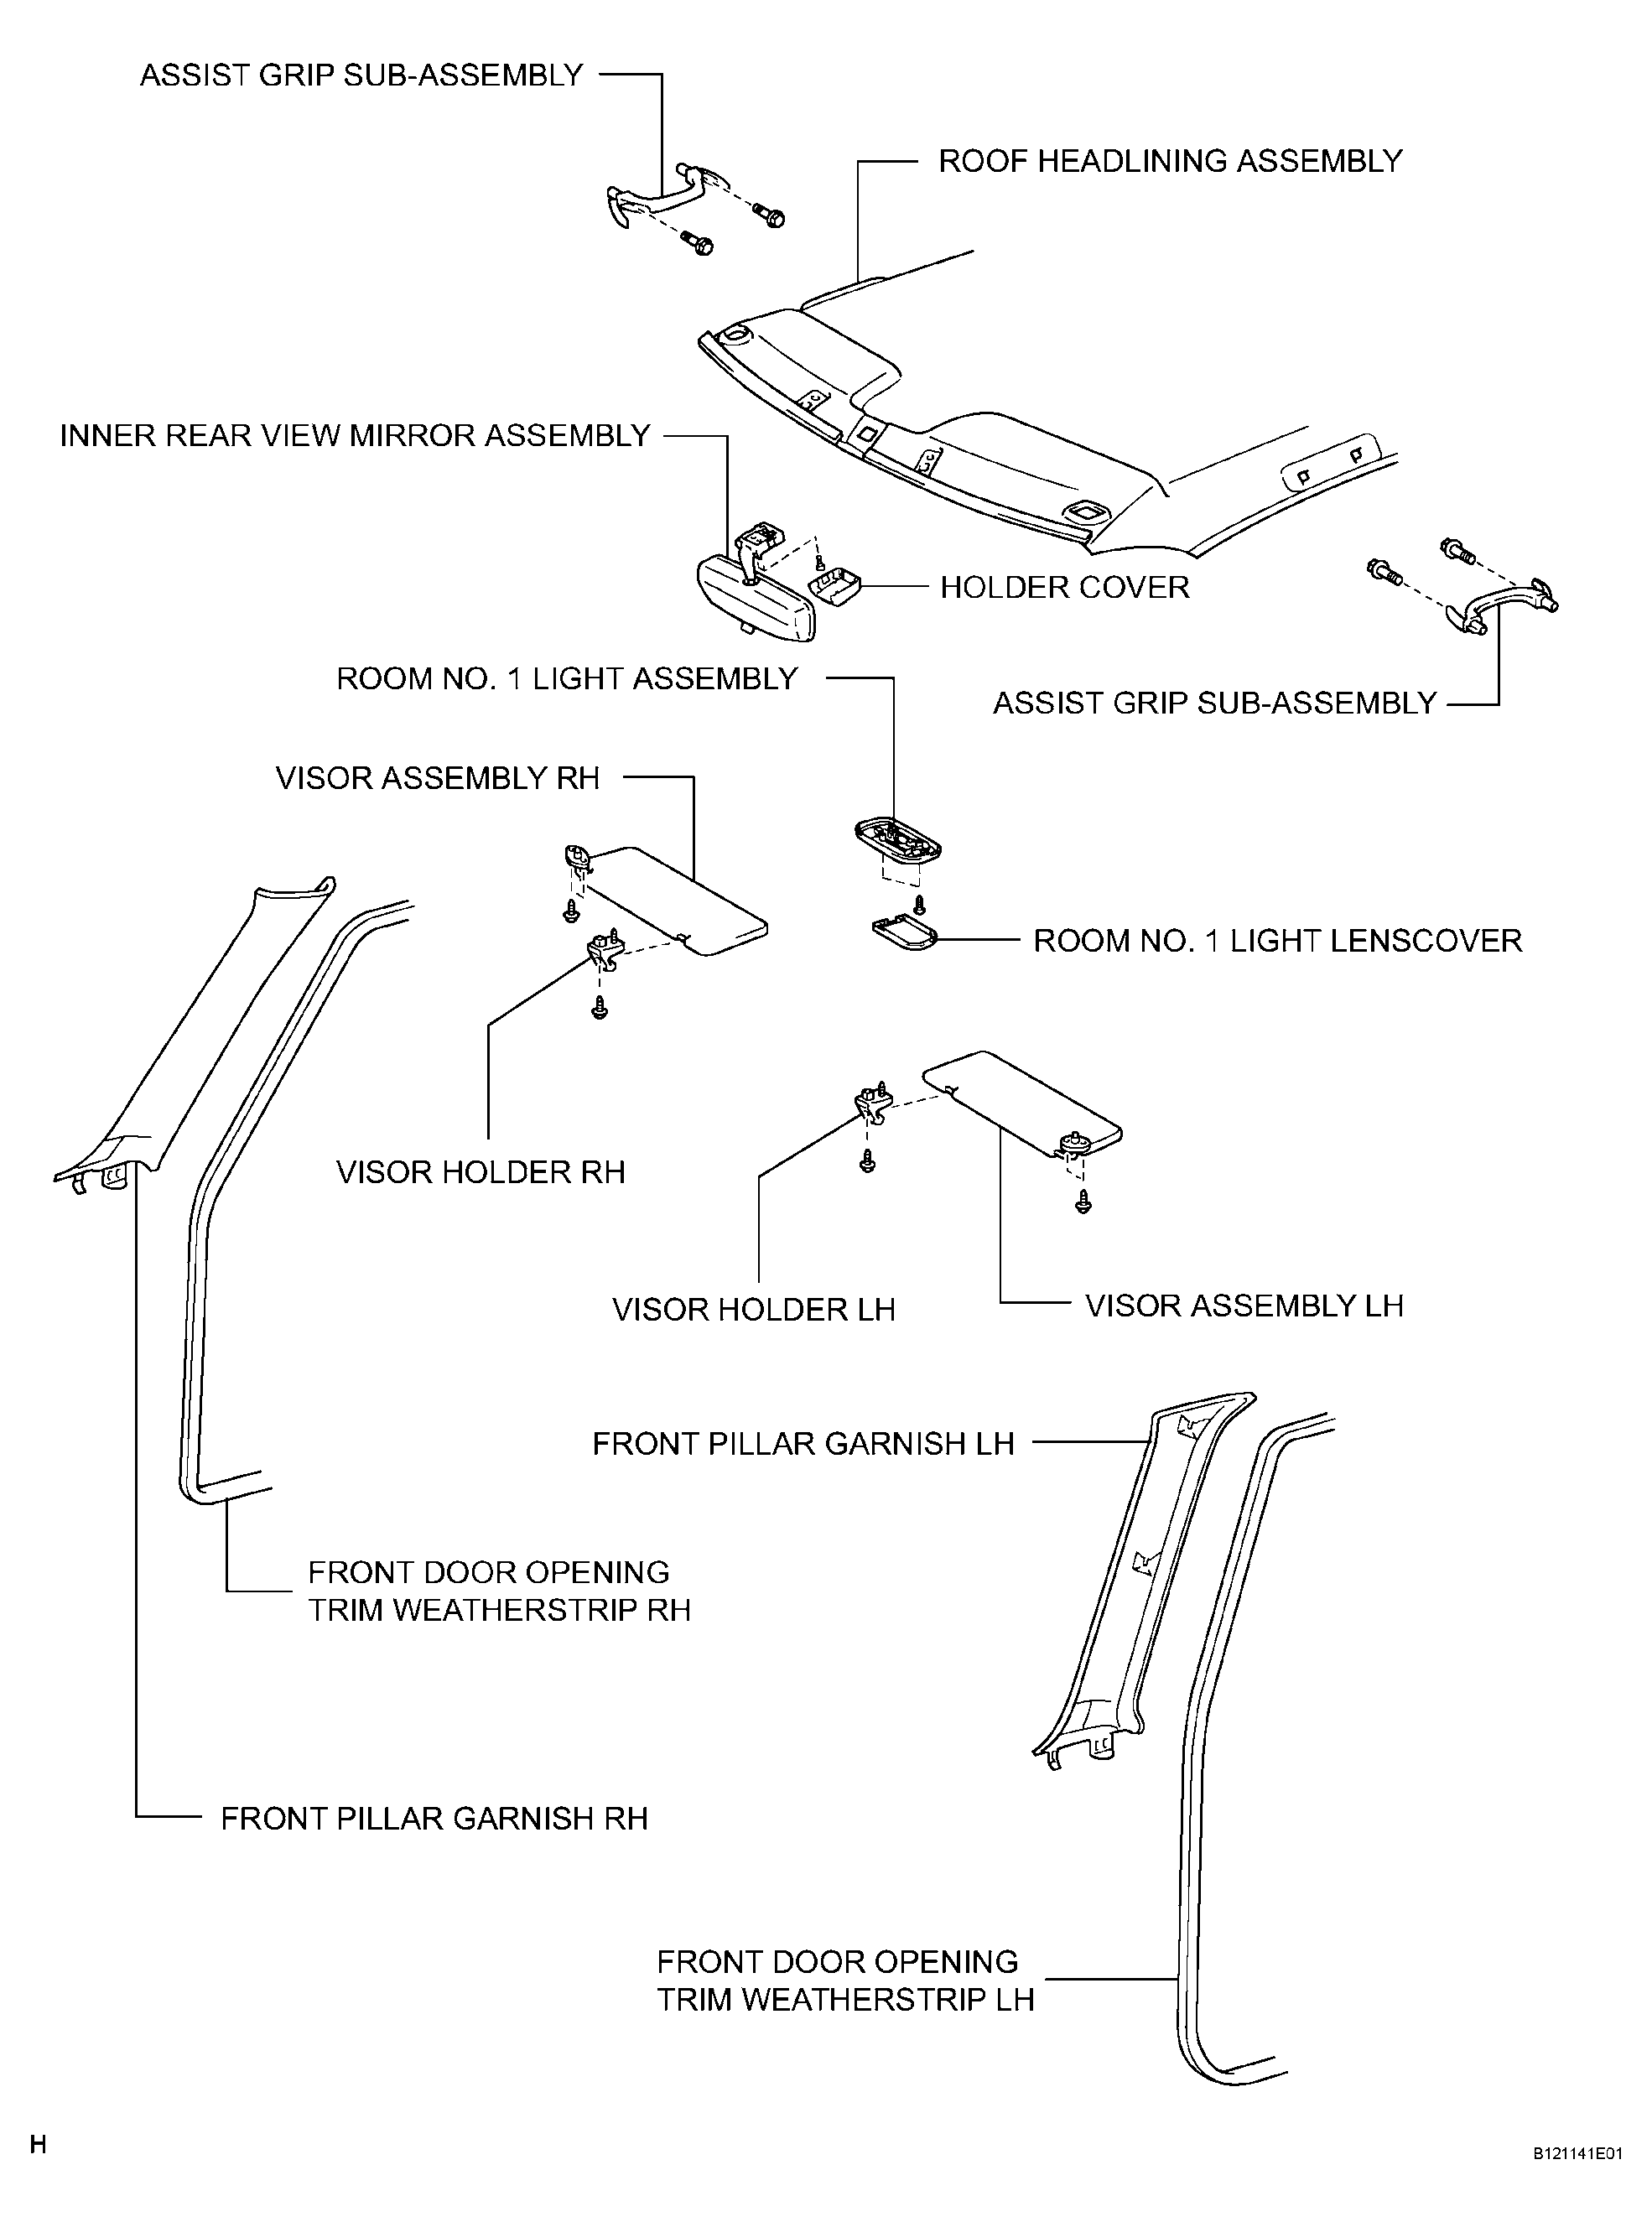 ASSIST GRIP SUB-ASSEMBLY
ROOF HEADLINING ASSEMBLY
INNER REAR VIEW MIRROR ASSEMBLY
HOLDER COVER
ROOM NO. 1 LIGHT ASSEMBLY
ASSIST GRIP SUB-ASSEMBLY
VISOR ASSEMBLY RH
ROOM NO. 1 LIGHT LENSCOVER
VISOR HOLDER RH
VISOR HOLDER LH
VISOR ASSEMBLY LH
FRONT PILLAR GARNISH LH
FRONT DOOR OPENING
TRIM WEATHERSTRIP RH
FRONT PILLAR GARNISH RH
FRONT DOOR OPENING
TRIM WEATHERSTRIP LH
H
B121141E01